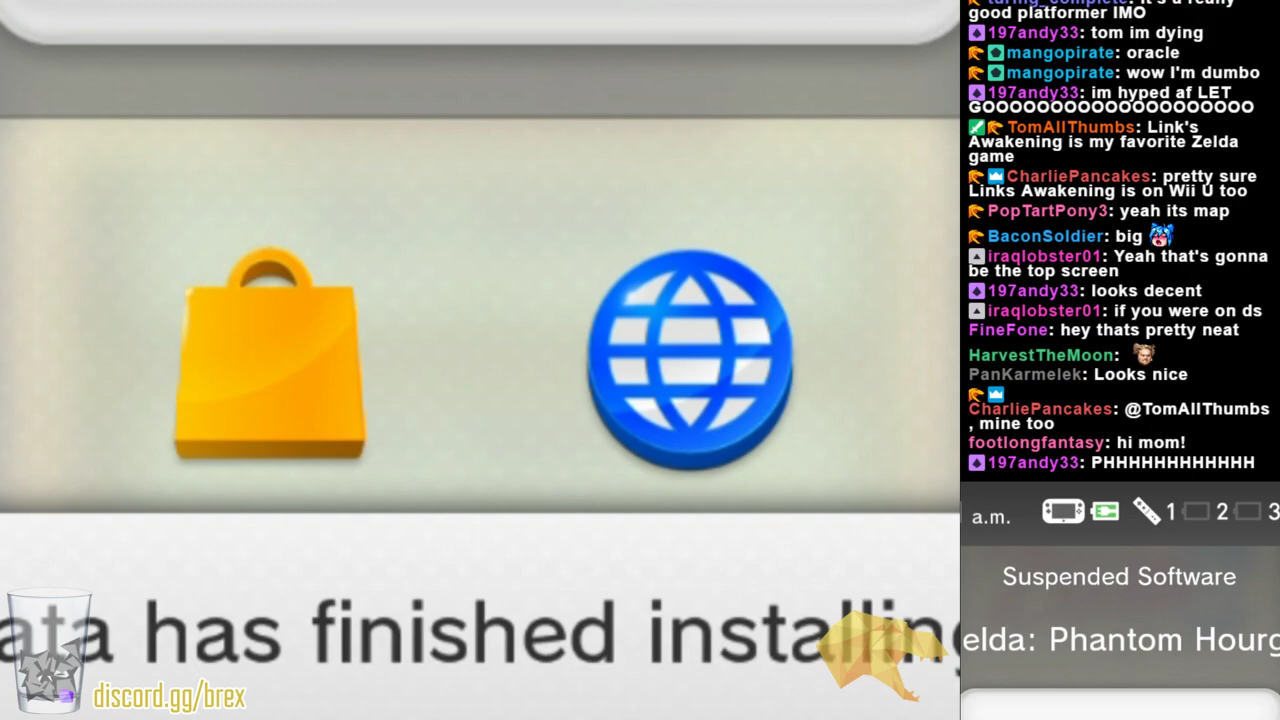 good platformer IMO
197andy33: tom im dying
mangopirate: oracle
mangopirate: wow I'm dumbo
197andy33: im hyped af LET
GOOOOOOOOOOOOOOOOOOOO
TomAllThumbs: Link's
Awakening is my favorite Zelda
game
CharliePancakes: pretty sure
Links Awakening is on Wii U too
PopTartPony3: yeah its map
BaconSoldier: big
iraqlobster01: Yeah that's gonna
be the top screen
197andy33: looks decent
iraqlobster01: if you were on ds
FineFone: hey thats pretty neat
HarvestTheMoon:
PanKarmelek: Looks nice
CharliePancakes: @TomAllThumbs
, mine too
footlongfantasy: hi mom!
197andy33: PHHHHHHHHHHHH
a.m. 1 2 3
Suspended Software
elda: Phantom Hourg
ata has finished installing
discord.gg/brex